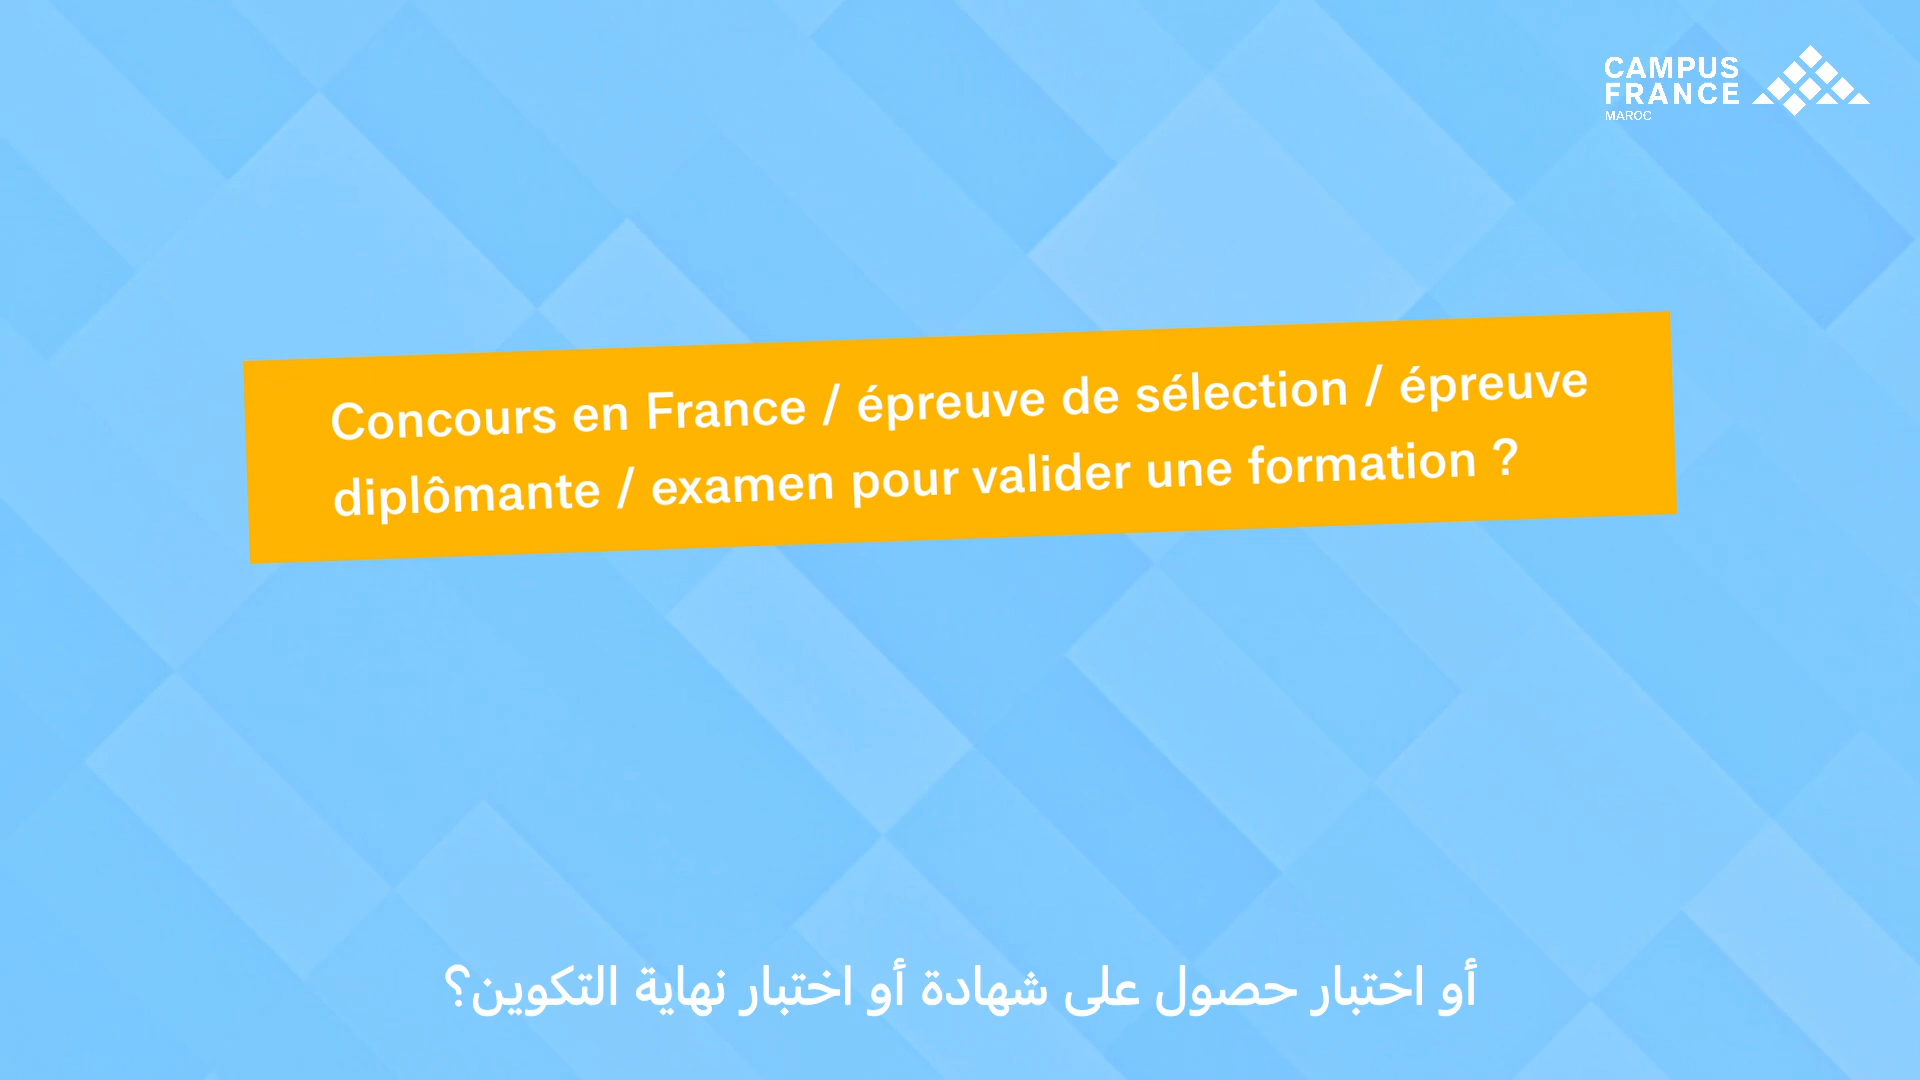 CAMPUS
FRANCE
MAROC
Concours en France / épreuve de sélection / épreuve
diplômante / examen pour valider une formation ?
أو اختبار حصول على شهادة أو اختبار نهاية التكوين؟